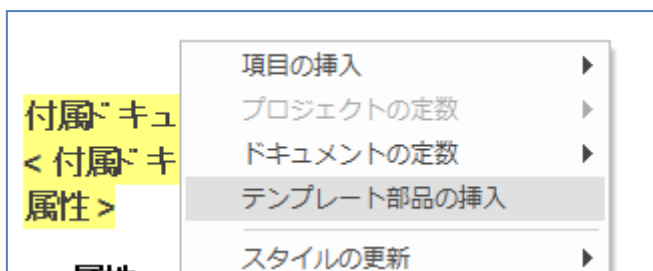 項目の挿入
プロジェクトの定数
ドキュメントの定数
テンプレート部品の挿入
スタイルの更新
付属ドキュ
< 付属ドキ
属性 >
属性